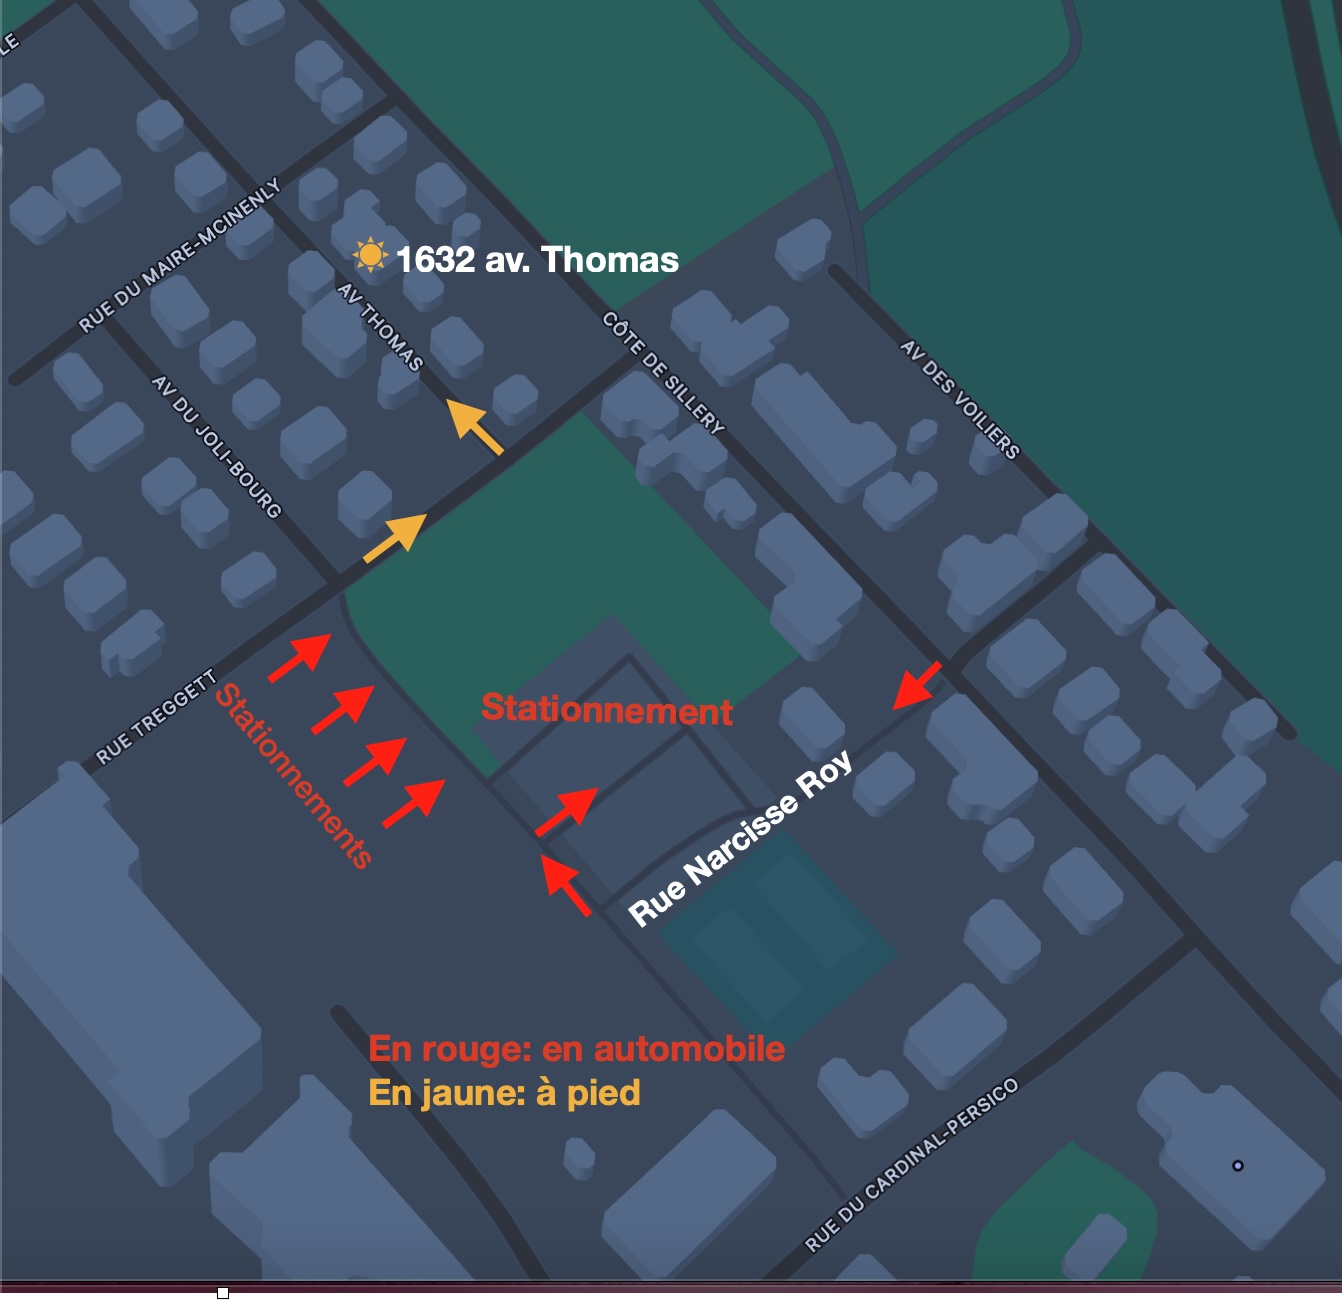 LE
RUE DU MAIRE-MCINENLY
1632 av. Thomas
AV THOMAS
CÔTE DE SILLERY
AV DES VOILIERS
AV DU JOLI-BOURG
RUE TREGGETT
Stationnements
Stationnement
Rue Narcisse Roy
En rouge: en automobile
En jaune: à pied
RUE DU CARDINAL-PERSICO